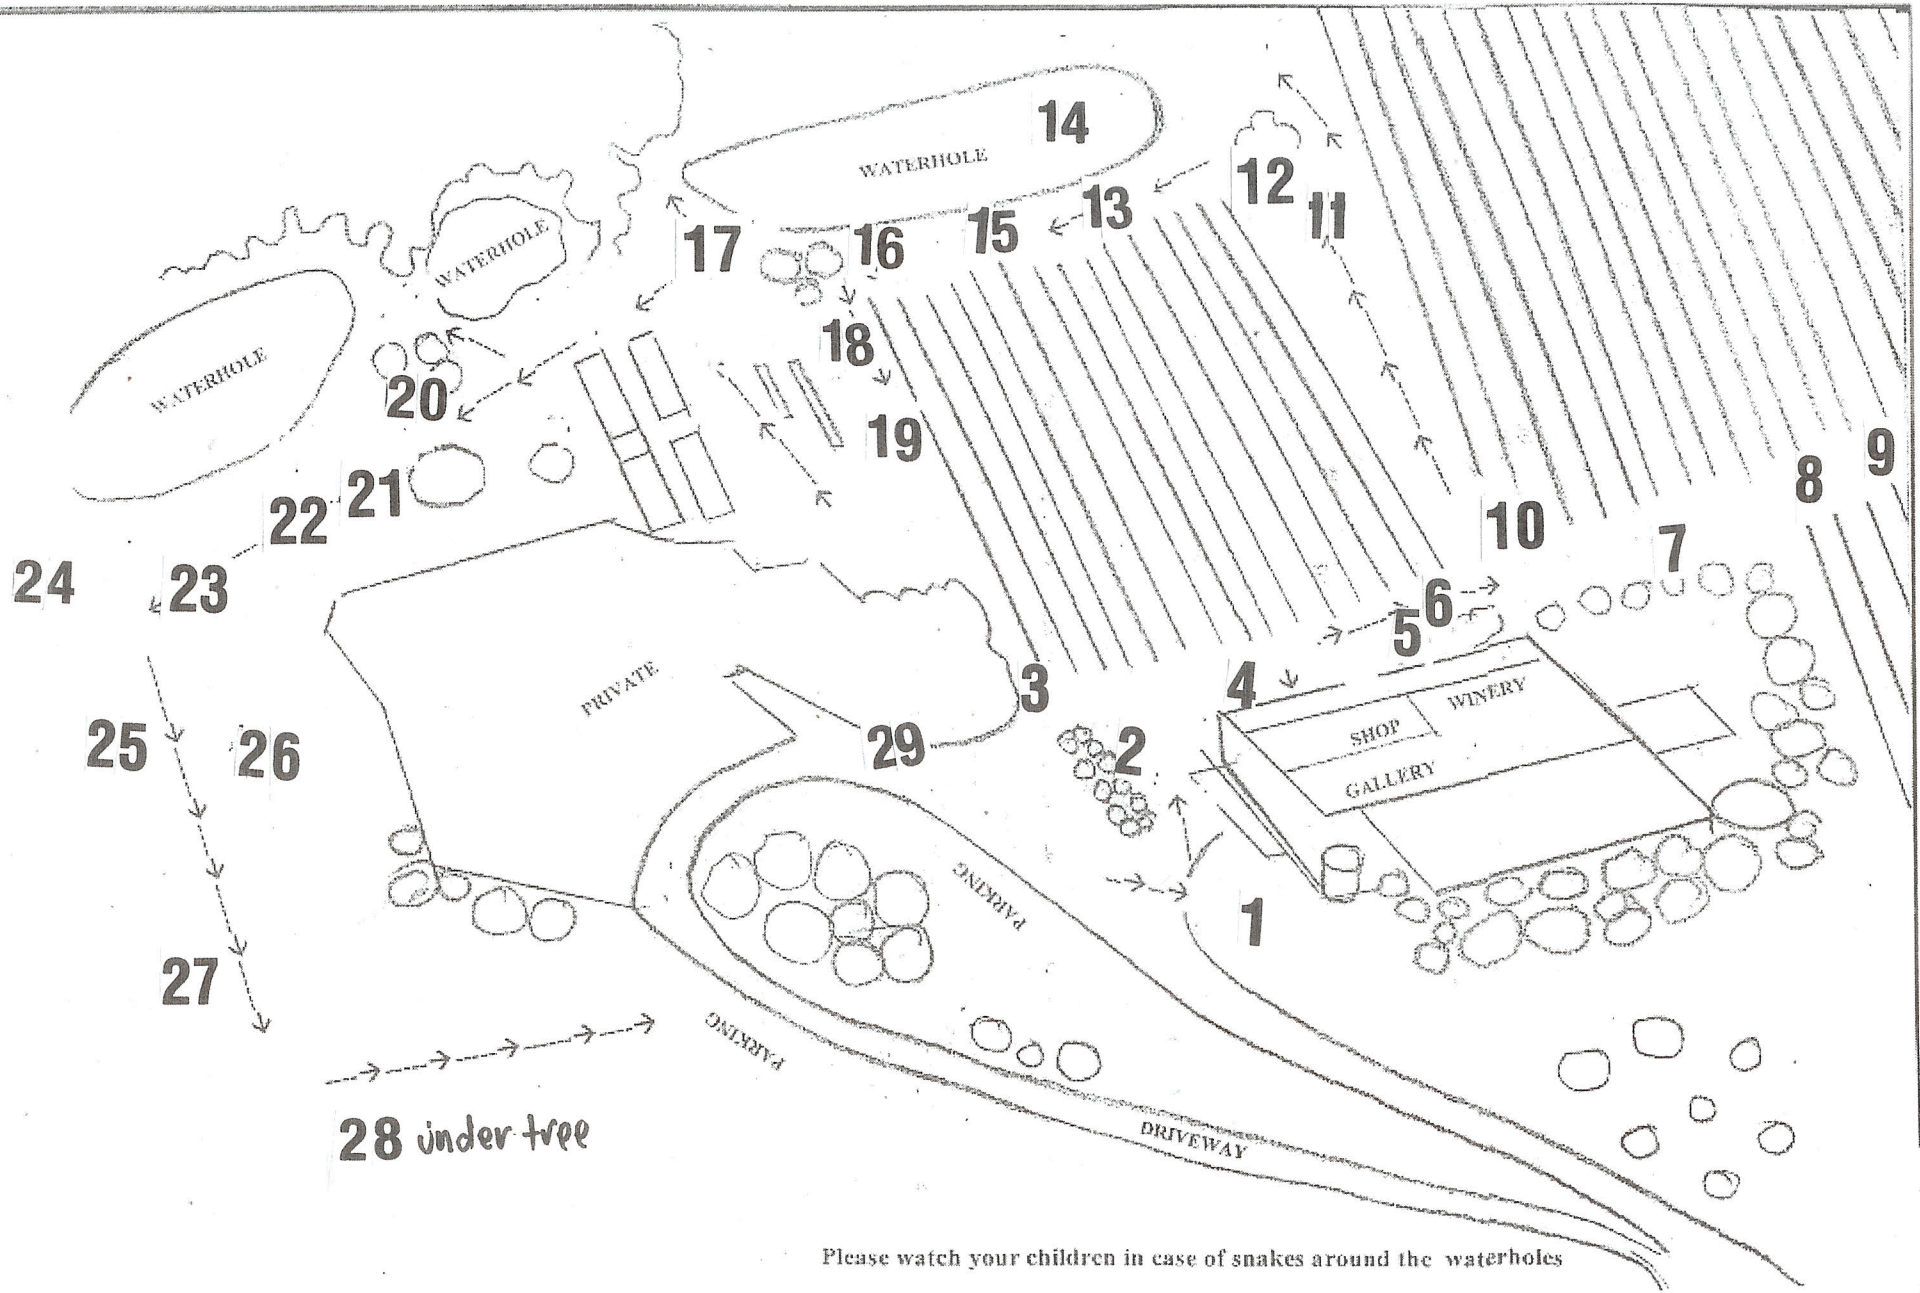 14
WATERHOLE
12
11
13
15
16
17
WATERHOLE
18
WATERHOLE
20
19
9
8
21
22
10
7
24
23
6
5
3
4
PRIVATE
WINERY
SHOP
29
2
25
26
GALLERY
PARKING
1
27
PARKING
28 under tree
DRIVEWAY
Please watch your children in case of snakes around the waterholes